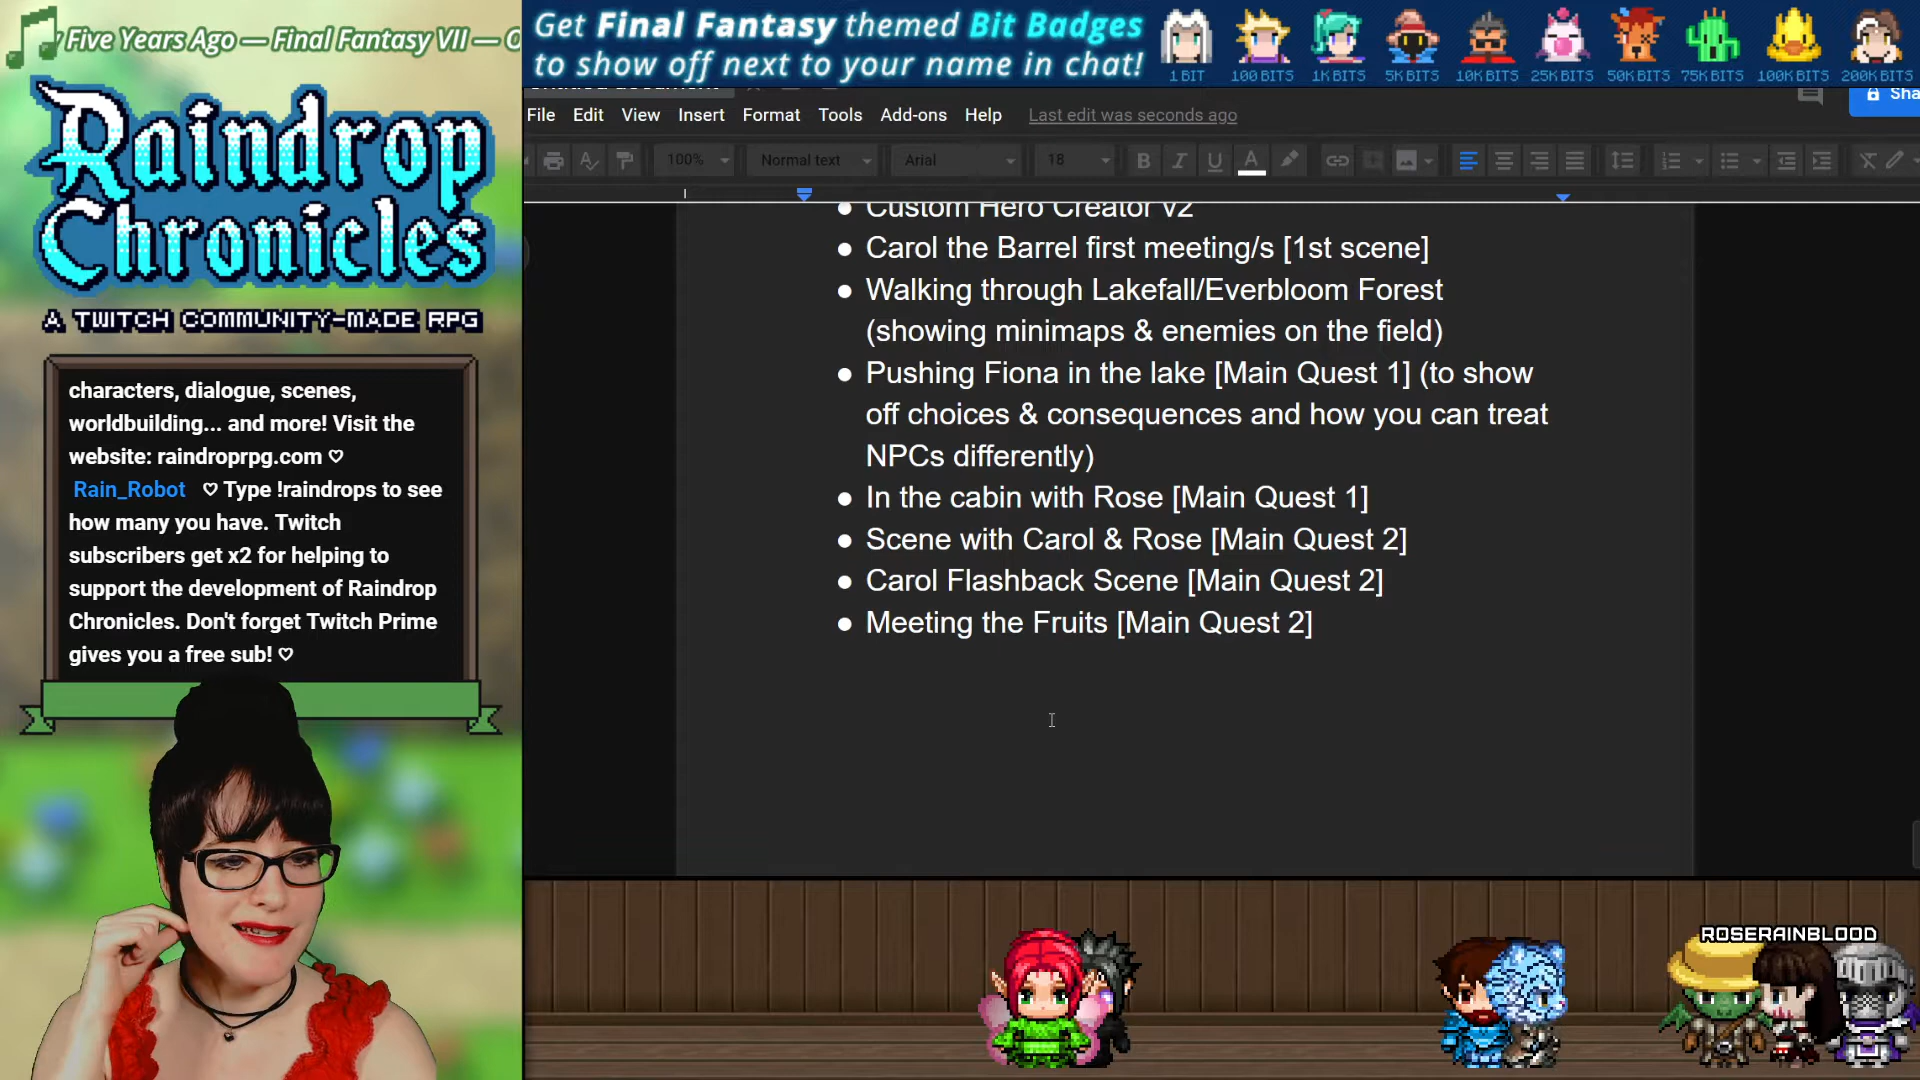 Five Years Ago — Final Fantasy VII —
Raindrop
Chronicles
A TWITCH COMMUNITY-MADE RPG
characters, dialogue, scenes,
worldbuilding... and more! Visit the
website: raindroprpg.com ♡
Rain_Robot ♡ Type !raindrops to see
how many you have. Twitch
subscribers get x2 for helping to
support the development of Raindrop
Chronicles. Don't forget Twitch Prime
gives you a free sub! ♡
Get Final Fantasy themed Bit Badges
to show off next to your name in chat!
1 BIT 100 BITS 1K BITS 5K BITS 10K BITS 25K BITS 50K BITS 75K BITS 100K BITS 200K BITS
File Edit View Insert Format Tools Add-ons Help Last edit was seconds ago
100% Normal text Arial 18 B I U A
● Custom Hero Creator v2
● Carol the Barrel first meeting/s [1st scene]
● Walking through Lakefall/Everbloom Forest
(showing minimaps & enemies on the field)
● Pushing Fiona in the lake [Main Quest 1] (to show
off choices & consequences and how you can treat
NPCs differently)
● In the cabin with Rose [Main Quest 1]
● Scene with Carol & Rose [Main Quest 2]
● Carol Flashback Scene [Main Quest 2]
● Meeting the Fruits [Main Quest 2]
ROSERAINBLOOD